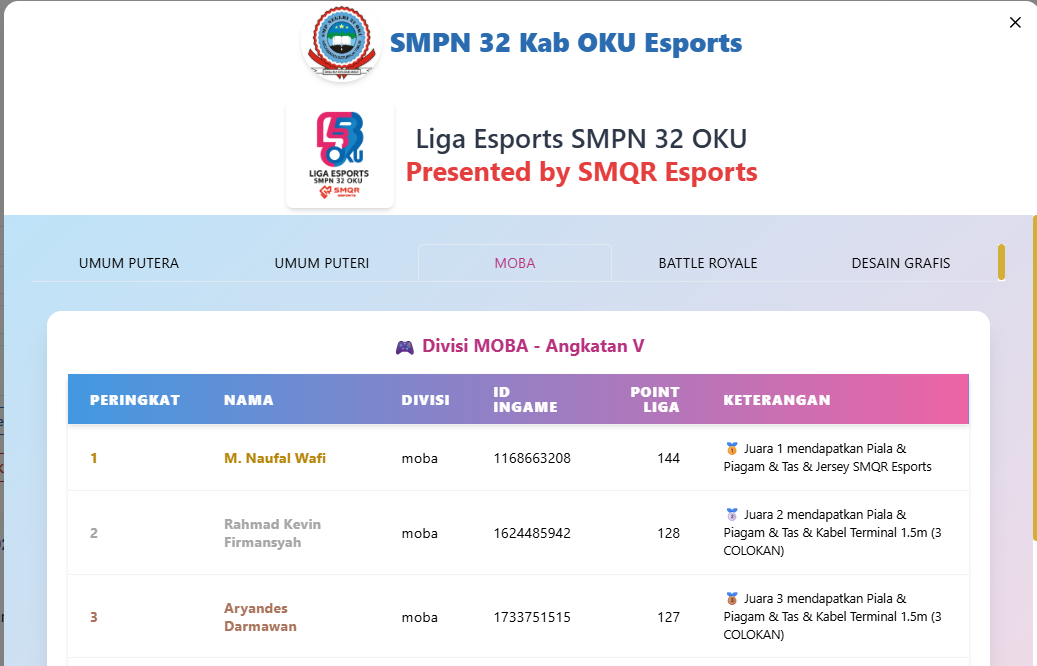 SMPN 32 Kab OKU Esports
LIGA ESPORTS
SMPN 32 OKU
SMQR
ESPORTS
Liga Esports SMPN 32 OKU
Presented by SMQR Esports
UMUM PUTERA
UMUM PUTERI
MOBA
BATTLE ROYALE
DESAIN GRAFIS
Divisi MOBA - Angkatan V
PERINGKAT NAMA DIVISI ID INGAME POINT LIGA KETERANGAN
1 M. Naufal Wafi moba 1168663208 144 Juara 1 mendapatkan Piala &
Piagam & Tas & Jersey SMQR Esports
2 Rahmad Kevin Firmansyah moba 1624485942 128 Juara 2 mendapatkan Piala &
Piagam & Tas & Kabel Terminal 1.5m (3
COLOKAN)
3 Aryandes Darmawan moba 1733751515 127 Juara 3 mendapatkan Piala &
Piagam & Tas & Kabel Terminal 1.5m (3
COLOKAN)